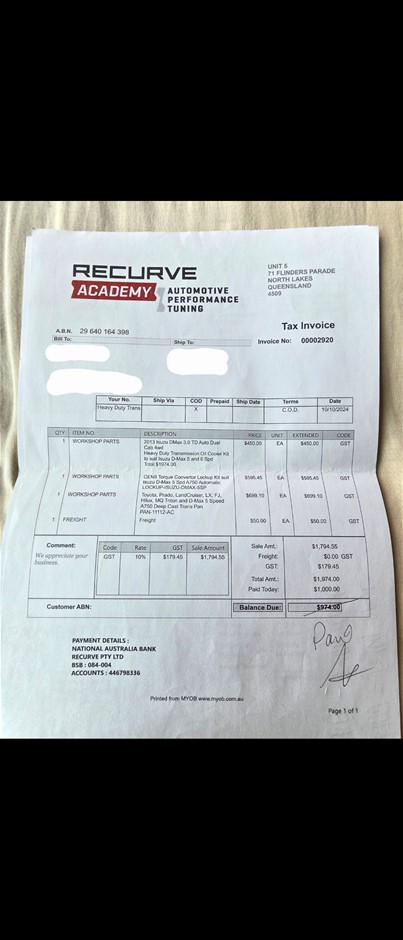 RECURVE
ACADEMY
AUTOMOTIVE
PERFORMANCE
TUNING
UNIT 5
71 FLINDERS PARADE
NORTH LAKES
QUEENSLAND
4509
Tax Invoice
A.B.N. 29 640 164 398
Bill To: Ship To: Invoice No: 00002920
Your No. Ship Via COD Prepaid Ship Date Terms Date
Heavy Duty Trans X C.O.D. 10/10/2024
QTY ITEM NO. DESCRIPTION PRICE UNIT EXTENDED CODE
1 WORKSHOP PARTS 2013 Isuzu DMax 3.0 TD Auto Dual $450.00 EA $450.00 GST
Cab 4wd
Heavy Duty Transmission Oil Cooler Kit
to suit Isuzu D-Max 5 and 6 Spd
Total $1974.00
1 WORKSHOP PARTS Torque Convertor Lockup Kit suit $595.45 EA $595.45 GST
Isuzu D-Max 5 Spd A750 Automatic
LOOKUP-ISUZU-DMAX-5SP
1 WORKSHOP PARTS Toyota, Prado, LandCruiser, LX, FJ, $699.10 EA $699.10 GST
Hilux, MQ Triton and D-Max 5 Speed
A750 Deep Cast Trans Pan
PAN-11112-AC
1 FREIGHT Freight $50.00 EA $50.00 GST
Comment:
We appreciate your
business.
Code Rate GST Sale Amount
GST 10% $179.45 $1,794.55
Sale Amt.: $1,794.55
Freight: $0.00 GST
GST: $179.45
Total Amt.: $1,974.00
Paid Today: $1,000.00
Customer ABN: Balance Due: $974.00
PAYMENT DETAILS :
NATIONAL AUSTRALIA BANK
RECURVE PTY LTD
BSB : 084-004
ACCOUNTS : 446798336
Printed from MYOB www.myob.com.au
Page 1 of 1